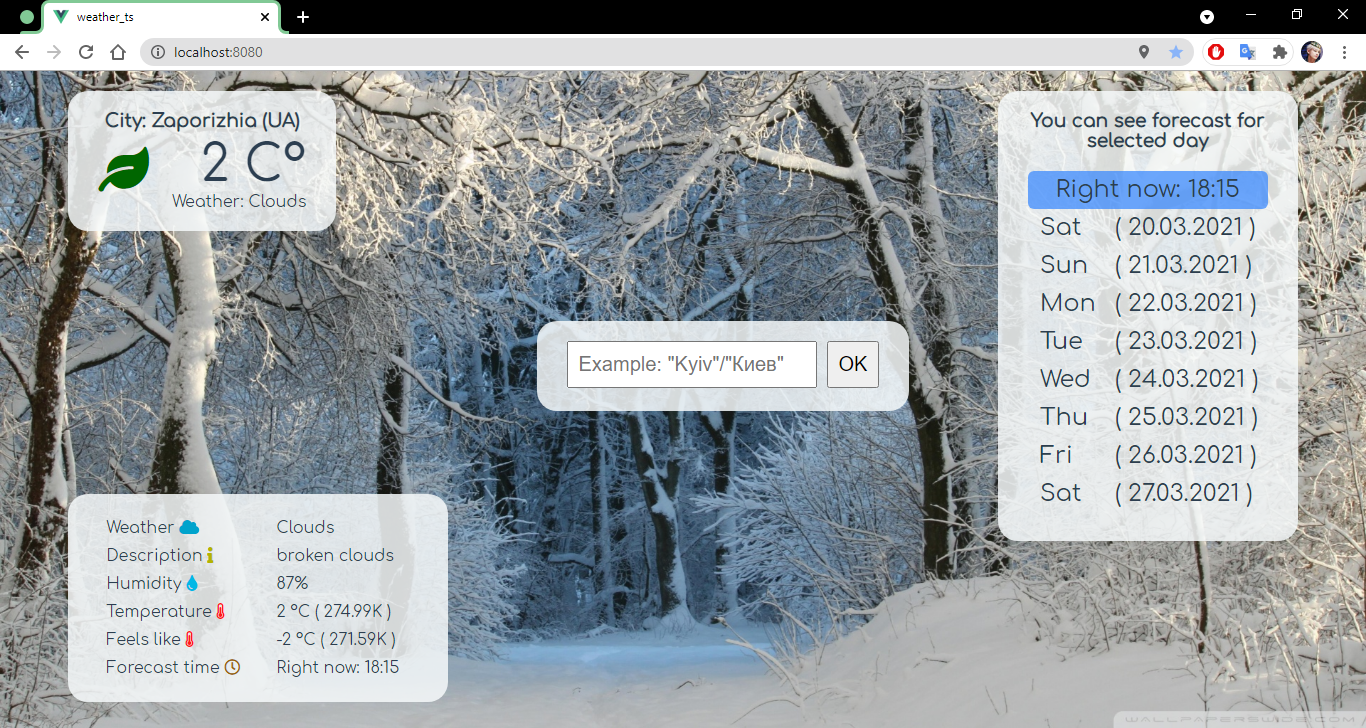 weather_ts
localhost:8080
City: Zaporizhia (UA)
2 C°
Weather: Clouds
You can see forecast for
selected day
Right now: 18:15
Sat ( 20.03.2021 )
Sun ( 21.03.2021 )
Mon ( 22.03.2021 )
Tue ( 23.03.2021 )
Wed ( 24.03.2021 )
Thu ( 25.03.2021 )
Fri ( 26.03.2021 )
Sat ( 27.03.2021 )
Example: "Kyiv"/"Киев" OK
Weather Clouds
Description broken clouds
Humidity 87%
Temperature 2 °C ( 274.99K )
Feels like -2 °C ( 271.59K )
Forecast time Right now: 18:15
WALLPAPERSWIDE.COM